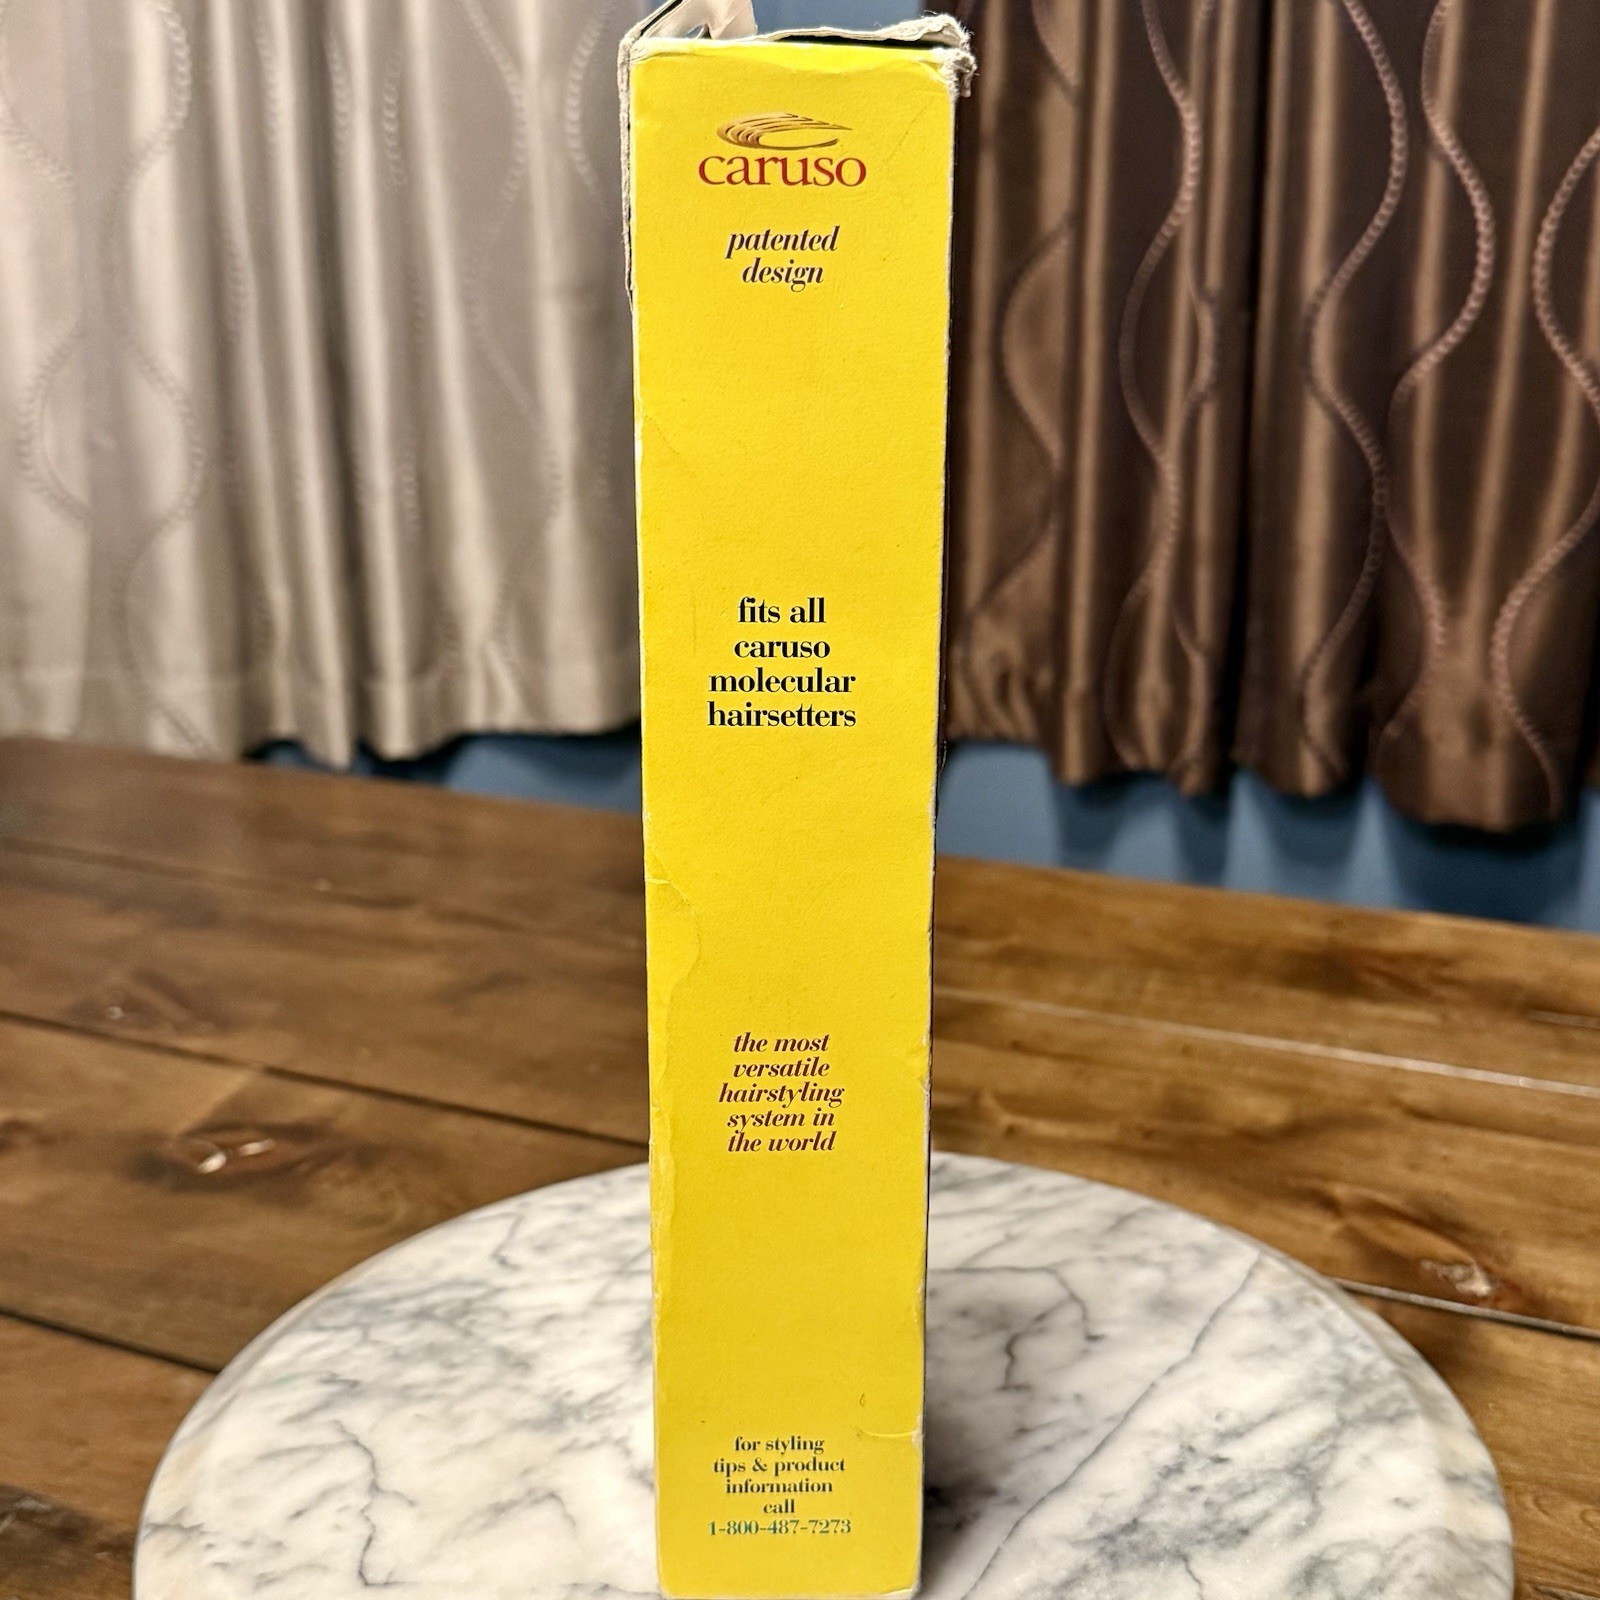 caruso
patented
design
fits all
caruso
molecular
hairsetters
the most
versatile
hairstyling
system in
the world
for styling
tips & product
information
call
1-800-487-7273